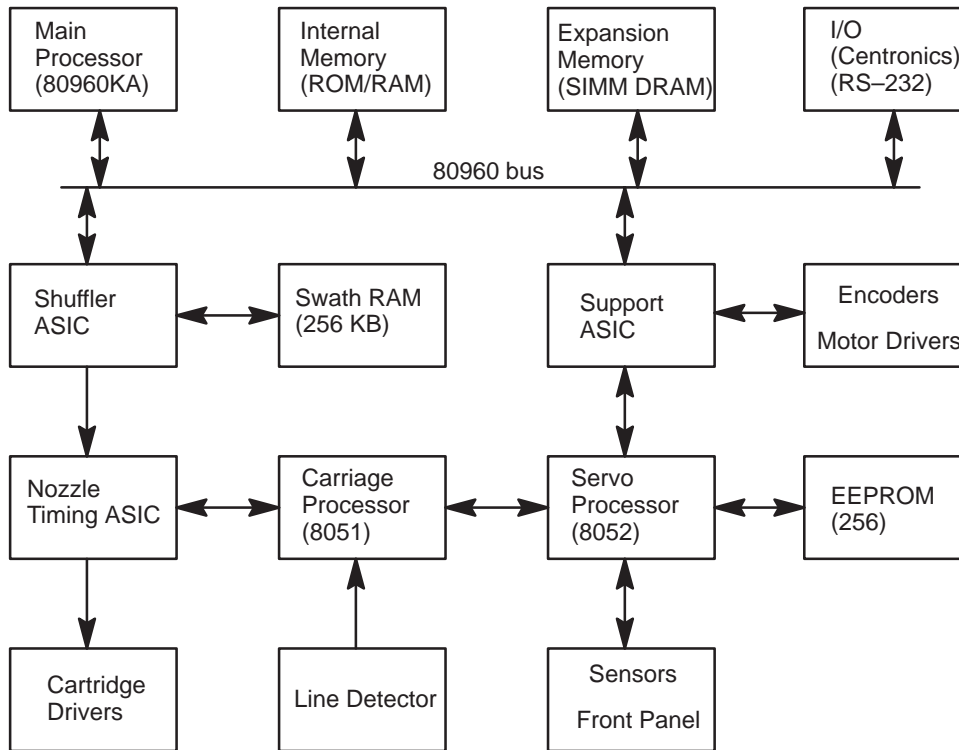 Main
Processor
(80960KA)
Internal
Memory
(ROM/RAM)
Expansion
Memory
(SIMM DRAM)
I/O
(Centronics)
(RS–232)
80960 bus
Shuffler
ASIC
Swath RAM
(256 KB)
Support
ASIC
Encoders
Motor Drivers
Nozzle
Timing ASIC
Carriage
Processor
(8051)
Servo
Processor
(8052)
EEPROM
(256)
Cartridge
Drivers
Line Detector
Sensors
Front Panel